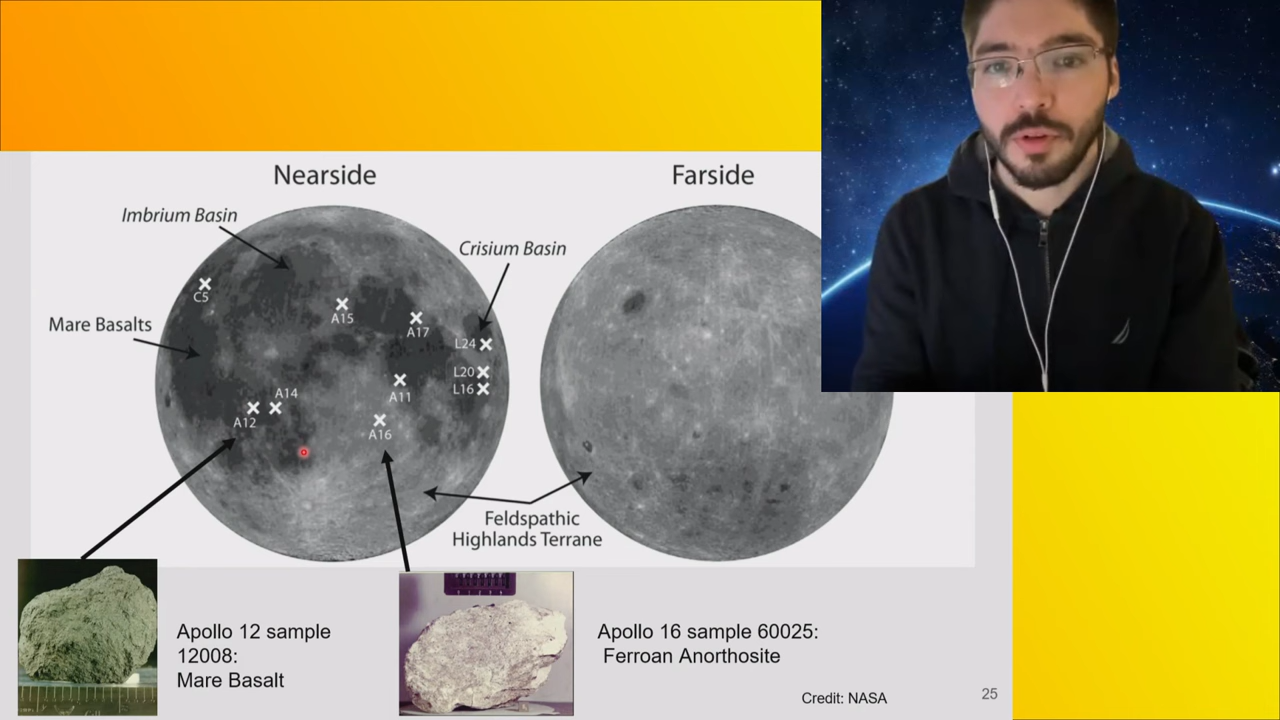 Nearside
Farside
Imbrium Basin
Crisium Basin
C5
A15
A17
Mare Basalts
L24
L20
L16
A14
A11
A12
A16
Feldspathic
Highlands Terrane
Apollo 12 sample
12008:
Mare Basalt
Apollo 16 sample 60025:
Ferroan Anorthosite
Credit: NASA
25